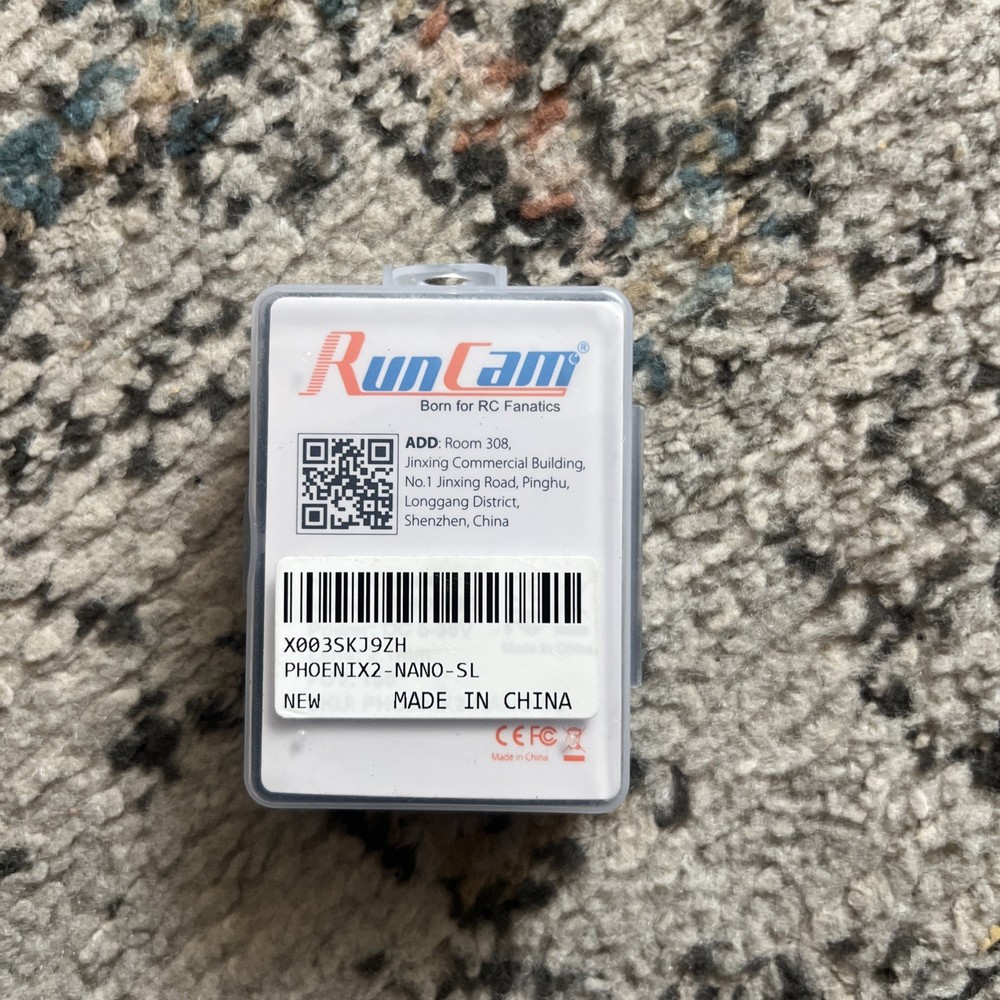 RunCam®
Born for RC Fanatics
ADD: Room 308,
Jinxing Commercial Building,
No.1 Jinxing Road, Pinghu,
Longgang District,
Shenzhen, China
X003SKJ9ZH
PHOENIX2-NANO-SL
NEW MADE IN CHINA
CE FC
Made in China